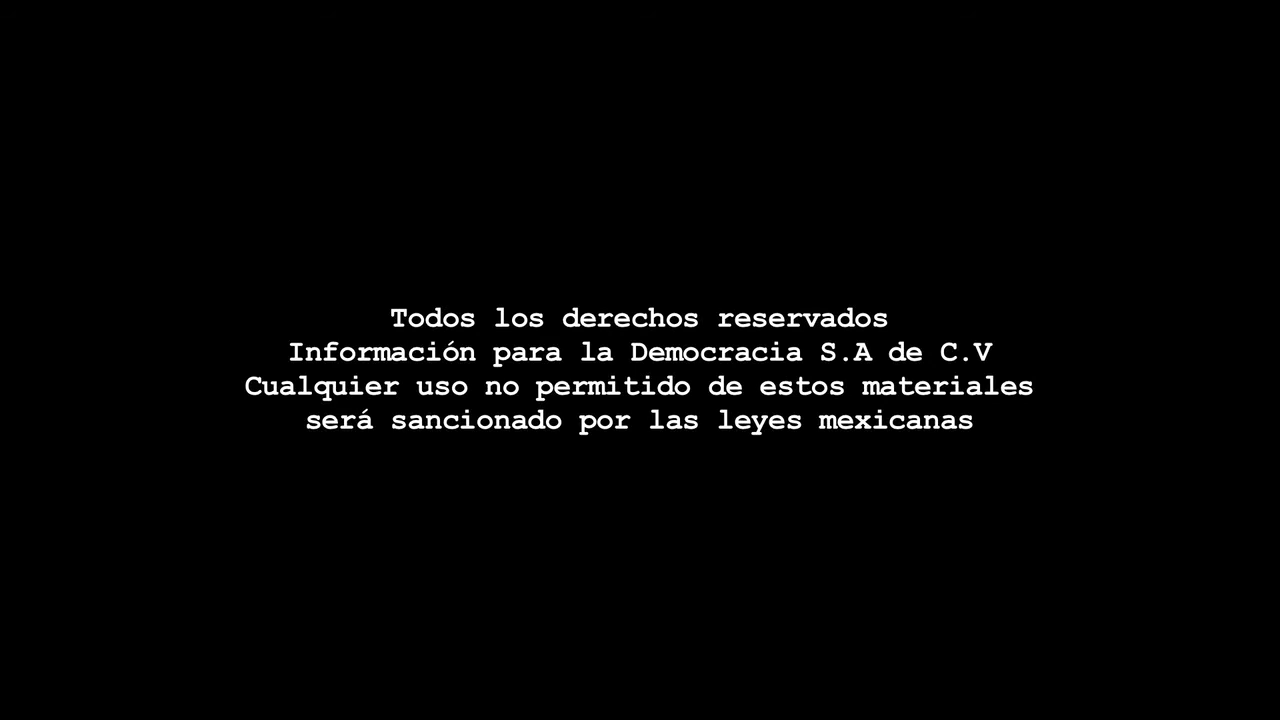 Todos los derechos reservados
Información para la Democracia S.A de C.V
Cualquier uso no permitido de estos materiales
será sancionado por las leyes mexicanas